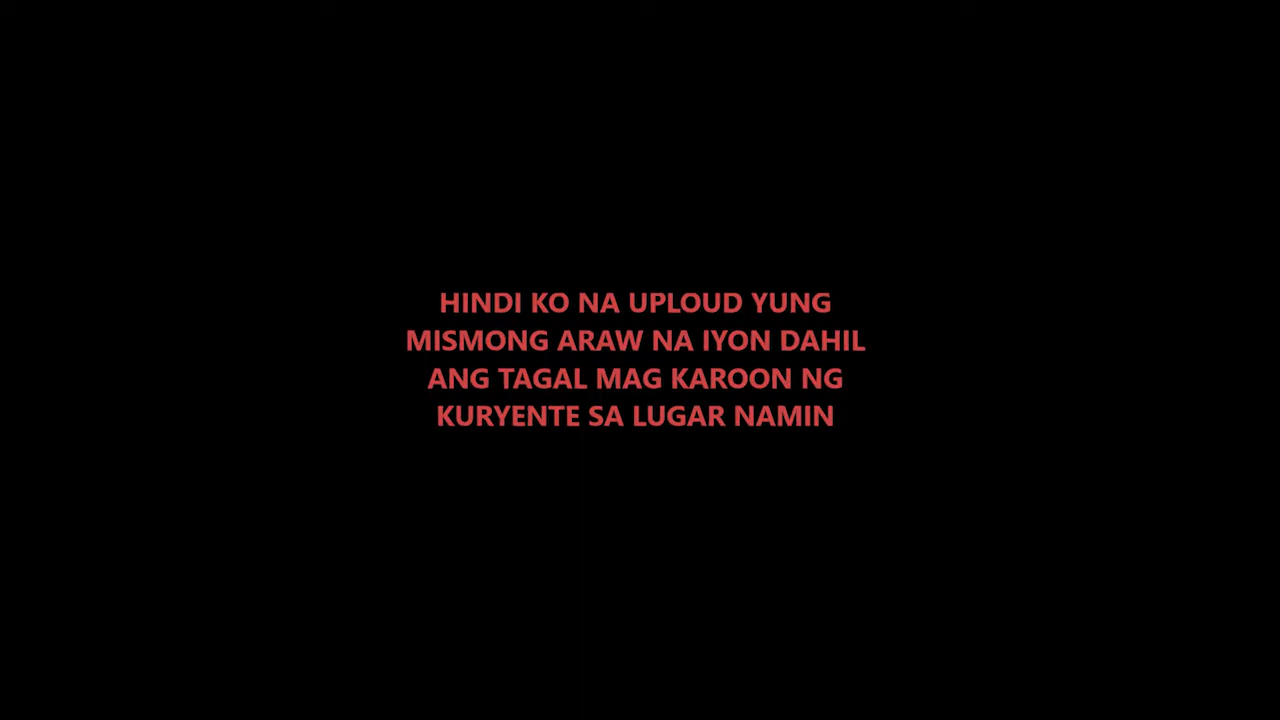 HINDI KO NA UPLOUD YUNG
MISMONG ARAW NA IYON DAHIL
ANG TAGAL MAG KAROON NG
KURYENTE SA LUGAR NAMIN